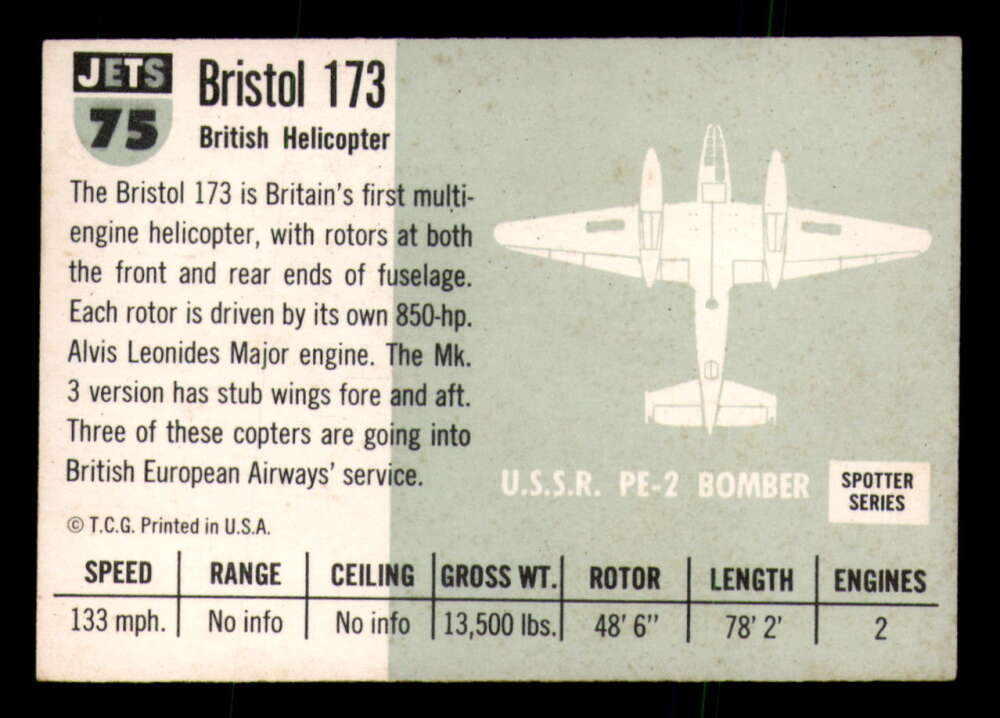 JETS
75
Bristol 173
British Helicopter
The Bristol 173 is Britain's first multi-
engine helicopter, with rotors at both
the front and rear ends of fuselage.
Each rotor is driven by its own 850-hp.
Alvis Leonides Major engine. The Mk.
3 version has stub wings fore and aft.
Three of these copters are going into
British European Airways' service.
© T.C.G. Printed in U.S.A.
U.S.S.R. PE-2 BOMBER
SPOTTER
SERIES
SPEED RANGE CEILING GROSS WT. ROTOR LENGTH ENGINES
133 mph. No info No info 13,500 lbs. 48' 6" 78' 2' 2